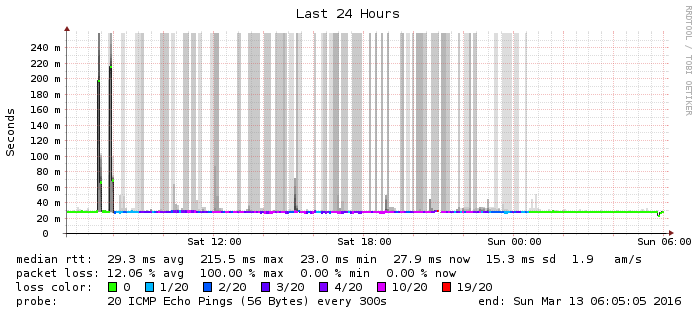 Last 24 Hours
RRDTOOL / TOBI OETIKER
Seconds
240 m
220 m
200 m
180 m
160 m
140 m
120 m
100 m
80 m
60 m
40 m
20 m
0
Sat 12:00 Sat 18:00 Sun 00:00 Sun 06:00
median rtt: 29.3 ms avg 215.5 ms max 23.0 ms min 27.9 ms now 15.3 ms sd 1.9 am/s
packet loss: 12.06 % avg 100.00 % max 0.00 % min 0.00 % now
loss color: 0 1/20 2/20 3/20 4/20 10/20 19/20
probe: 20 ICMP Echo Pings (56 Bytes) every 300s end: Sun Mar 13 06:05:05 2016